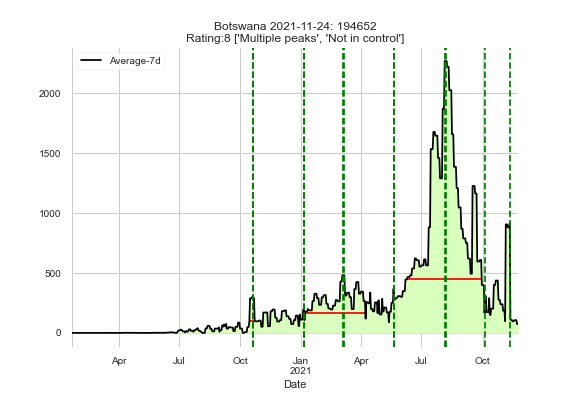 Botswana 2021-11-24: 194652
Rating:8 ['Multiple peaks', 'Not in control']
Average-7d
2000
1500
1000
500
0
Apr Jul Oct Jan Apr Jul Oct
2021
Date